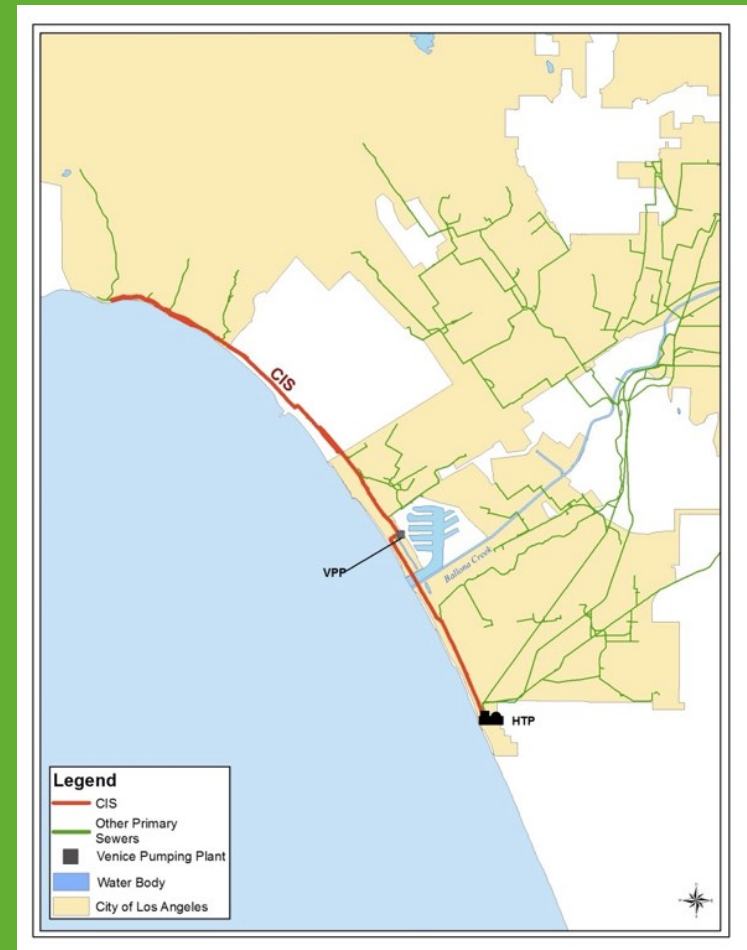 CIS
VPP
Ballona Creek
HTP
Legend
CIS
Other Primary
Sewers
Venice Pumping Plant
Water Body
City of Los Angeles